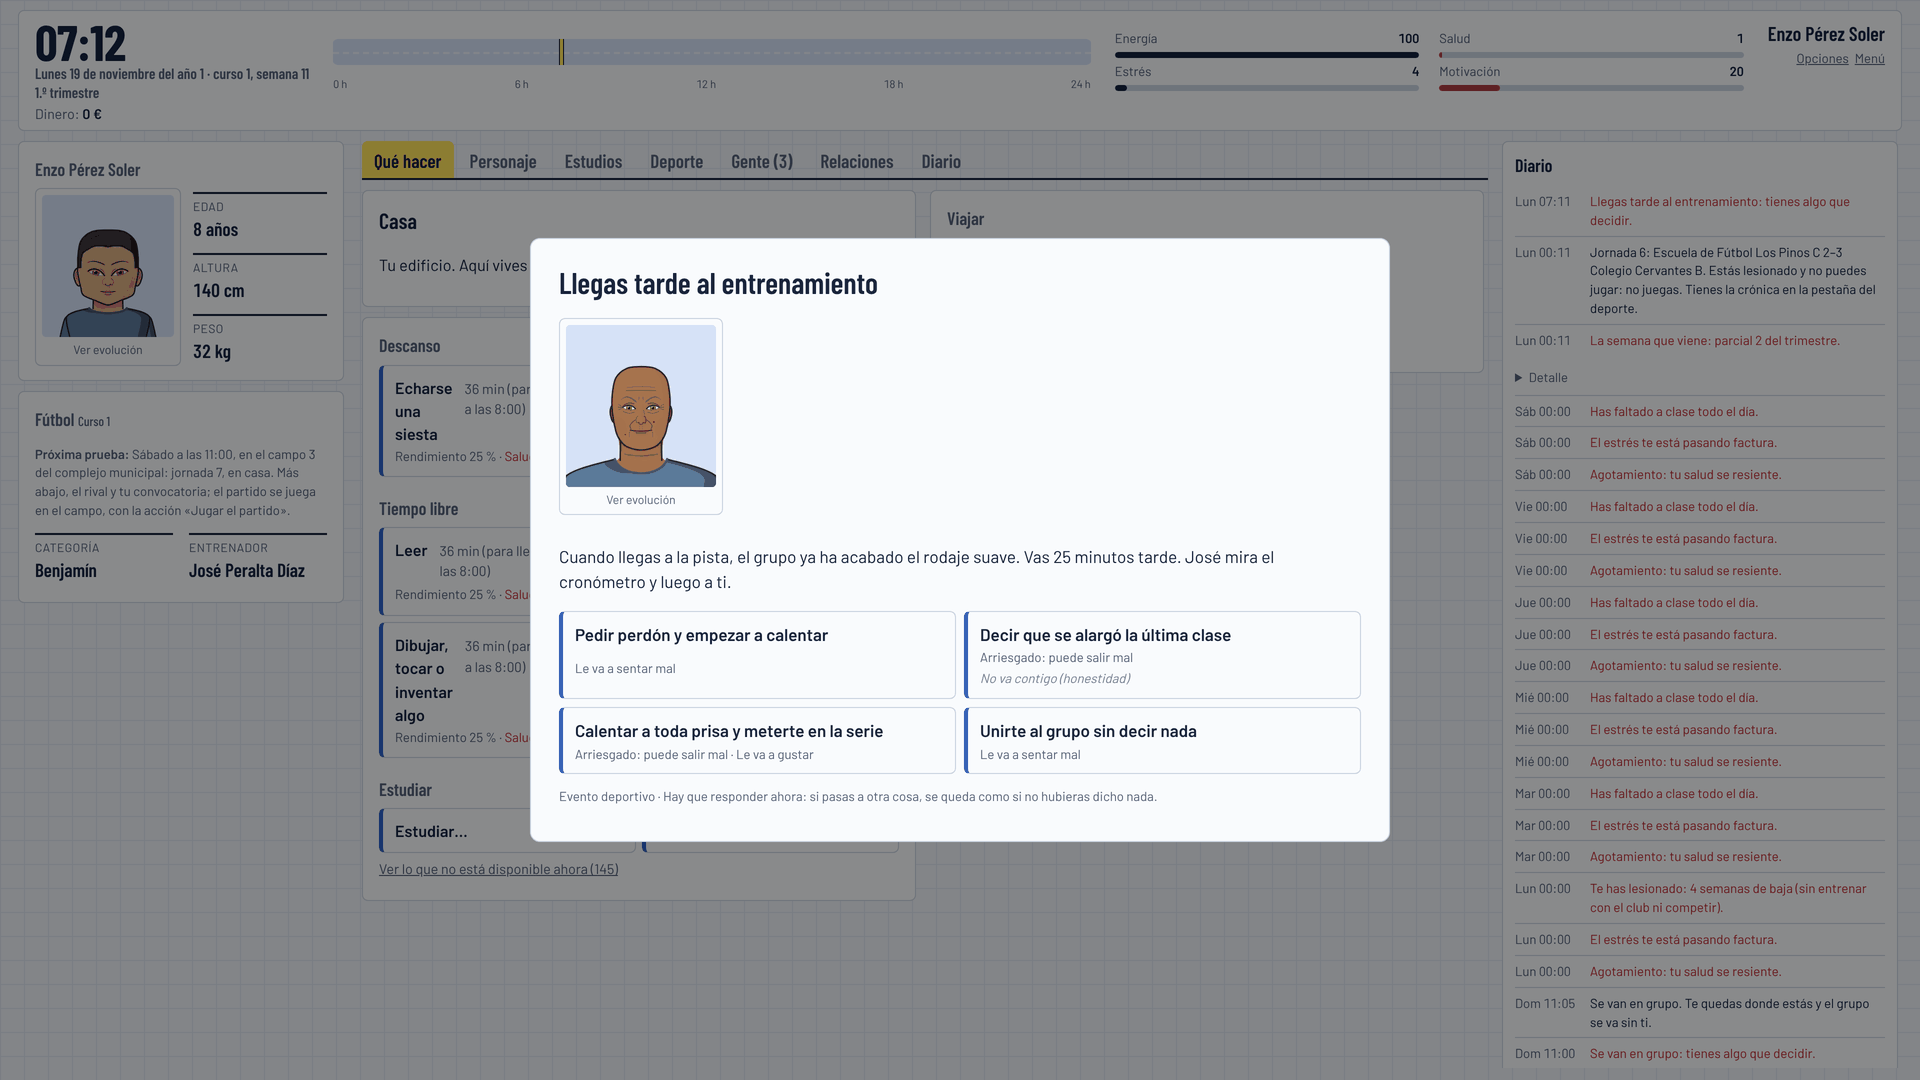 07:12
Lunes 19 de noviembre del año 1 · curso 1, semana 11
1.º trimestre
Dinero: 0 €
0 h
6 h
12 h
18 h
24 h
Energía 100
Estrés 4
Salud 1
Motivación 20
Enzo Pérez Soler
Opciones Menú
Enzo Pérez Soler
Ver evolución
EDAD
8 años
ALTURA
140 cm
PESO
32 kg
Fútbol Curso 1
Próxima prueba: Sábado a las 11:00, en el campo 3
del complejo municipal: jornada 7, en casa. Más
abajo, el rival y tu convocatoria; el partido se juega
en el campo, con la acción «Jugar el partido».
CATEGORÍA
Benjamín
ENTRENADOR
José Peralta Díaz
Qué hacer
Personaje
Estudios
Deporte
Gente (3)
Relaciones
Diario
Casa
Tu edificio. Aquí vives
Viajar
Descanso
Echarse
una
siesta
36 min (par
a las 8:00)
Rendimiento 25 % · Salu
Tiempo libre
Leer
36 min (para lle
las 8:00)
Rendimiento 25 % · Salu
Dibujar,
tocar o
inventar
algo
36 min (par
a las 8:00)
Rendimiento 25 % · Salu
Estudiar
Estudiar...
Ver lo que no está disponible ahora (145)
Llegas tarde al entrenamiento
Ver evolución
Cuando llegas a la pista, el grupo ya ha acabado el rodaje suave. Vas 25 minutos tarde. José mira el
cronómetro y luego a ti.
Pedir perdón y empezar a calentar
Le va a sentar mal
Decir que se alargó la última clase
Arriesgado: puede salir mal
No va contigo (honestidad)
Calentar a toda prisa y meterte en la serie
Arriesgado: puede salir mal · Le va a gustar
Unirte al grupo sin decir nada
Le va a sentar mal
Evento deportivo · Hay que responder ahora: si pasas a otra cosa, se queda como si no hubieras dicho nada.
Diario
Lun 07:11 Llegas tarde al entrenamiento: tienes algo que
decidir.
Lun 00:11 Jornada 6: Escuela de Fútbol Los Pinos C 2–3
Colegio Cervantes B. Estás lesionado y no puedes
jugar: no juegas. Tienes la crónica en la pestaña del
deporte.
Lun 00:11 La semana que viene: parcial 2 del trimestre.
Detalle
Sáb 00:00 Has faltado a clase todo el día.
Sáb 00:00 El estrés te está pasando factura.
Sáb 00:00 Agotamiento: tu salud se resiente.
Vie 00:00 Has faltado a clase todo el día.
Vie 00:00 El estrés te está pasando factura.
Vie 00:00 Agotamiento: tu salud se resiente.
Jue 00:00 Has faltado a clase todo el día.
Jue 00:00 El estrés te está pasando factura.
Jue 00:00 Agotamiento: tu salud se resiente.
Mié 00:00 Has faltado a clase todo el día.
Mié 00:00 El estrés te está pasando factura.
Mié 00:00 Agotamiento: tu salud se resiente.
Mar 00:00 Has faltado a clase todo el día.
Mar 00:00 El estrés te está pasando factura.
Mar 00:00 Agotamiento: tu salud se resiente.
Lun 00:00 Te has lesionado: 4 semanas de baja (sin entrenar
con el club ni competir).
Lun 00:00 El estrés te está pasando factura.
Lun 00:00 Agotamiento: tu salud se resiente.
Dom 11:05 Se van en grupo. Te quedas donde estás y el grupo
se va sin ti.
Dom 11:00 Se van en grupo: tienes algo que decidir.